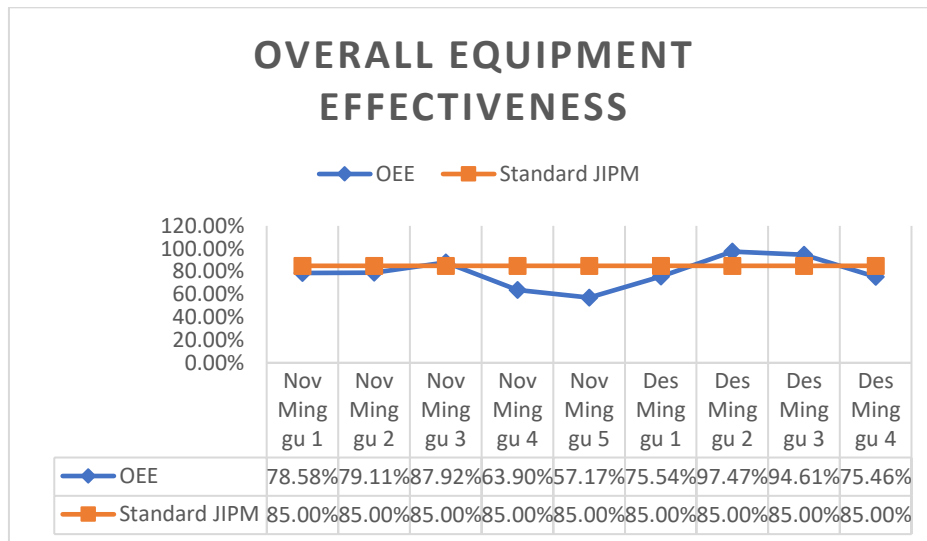 OVERALL EQUIPMENT
EFFECTIVENESS
OEE Standard JIPM
120.00%
100.00%
80.00%
60.00%
40.00%
20.00%
0.00%
Nov Nov Nov Nov Nov Des Des Des Des
Ming Ming Ming Ming Ming Ming Ming Ming Ming
gu 1 gu 2 gu 3 gu 4 gu 5 gu 1 gu 2 gu 3 gu 4
OEE 78.58% 79.11% 87.92% 63.90% 57.17% 75.54% 97.47% 94.61% 75.46%
Standard JIPM 85.00% 85.00% 85.00% 85.00% 85.00% 85.00% 85.00% 85.00% 85.00%